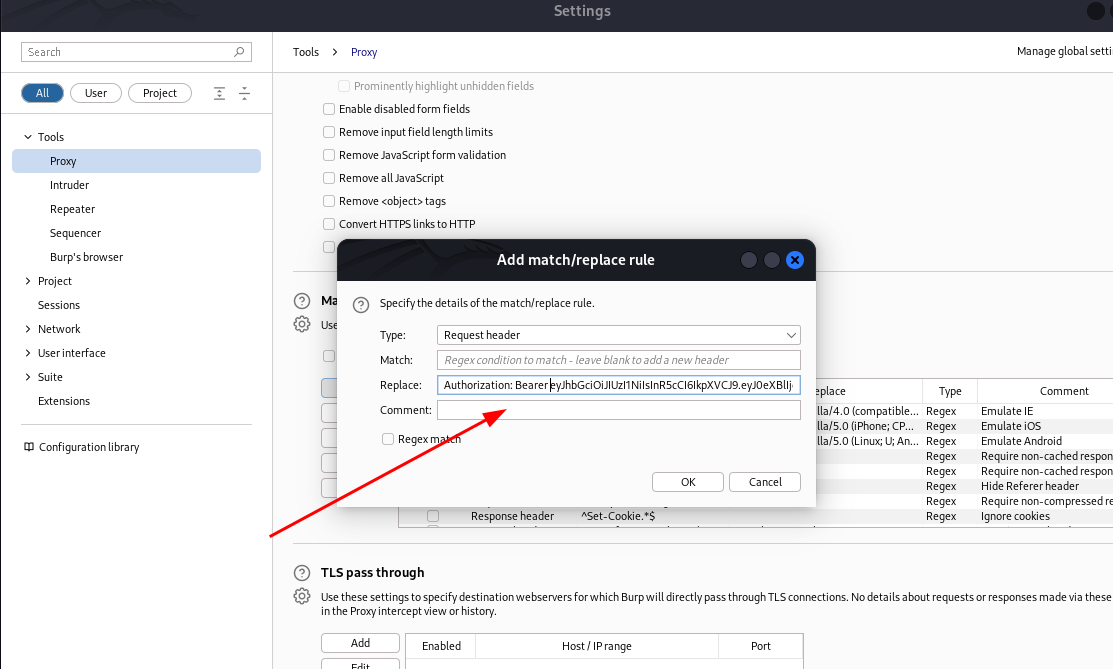 Settings
Search
Tools > Proxy
Manage global setti
All
User
Project
Prominently highlight unhidden fields
Enable disabled form fields
Remove input field length limits
Remove JavaScript form validation
Remove all JavaScript
Remove <object> tags
Convert HTTPS links to HTTP
Tools
Proxy
Intruder
Repeater
Sequencer
Burp's browser
Project
Sessions
Network
User interface
Suite
Extensions
Configuration library
Add match/replace rule
Specify the details of the match/replace rule.
Type: Request header
Match: Regex condition to match - leave blank to add a new header
Replace: Authorization: Bearer eyJhbGciOiJIUzI1NiIsInR5cCI6IkpXVCJ9.eyJ0eXBlIj
Comment:
Regex match
OK
Cancel
Ma
Use
place Type Comment
lla/4.0 (compatible... Regex Emulate IE
lla/5.0 (iPhone; CP... Regex Emulate iOS
lla/5.0 (Linux; U; An... Regex Emulate Android
Regex Require non-cached respon
Regex Require non-cached respon
Regex Hide Referer header
Regex Require non-compressed re
Response header ^Set-Cookie.*$ Regex Ignore cookies
TLS pass through
Use these settings to specify destination webservers for which Burp will directly pass through TLS connections. No details about requests or responses made via these
in the Proxy intercept view or history.
Add
Edit
Enabled Host / IP range Port